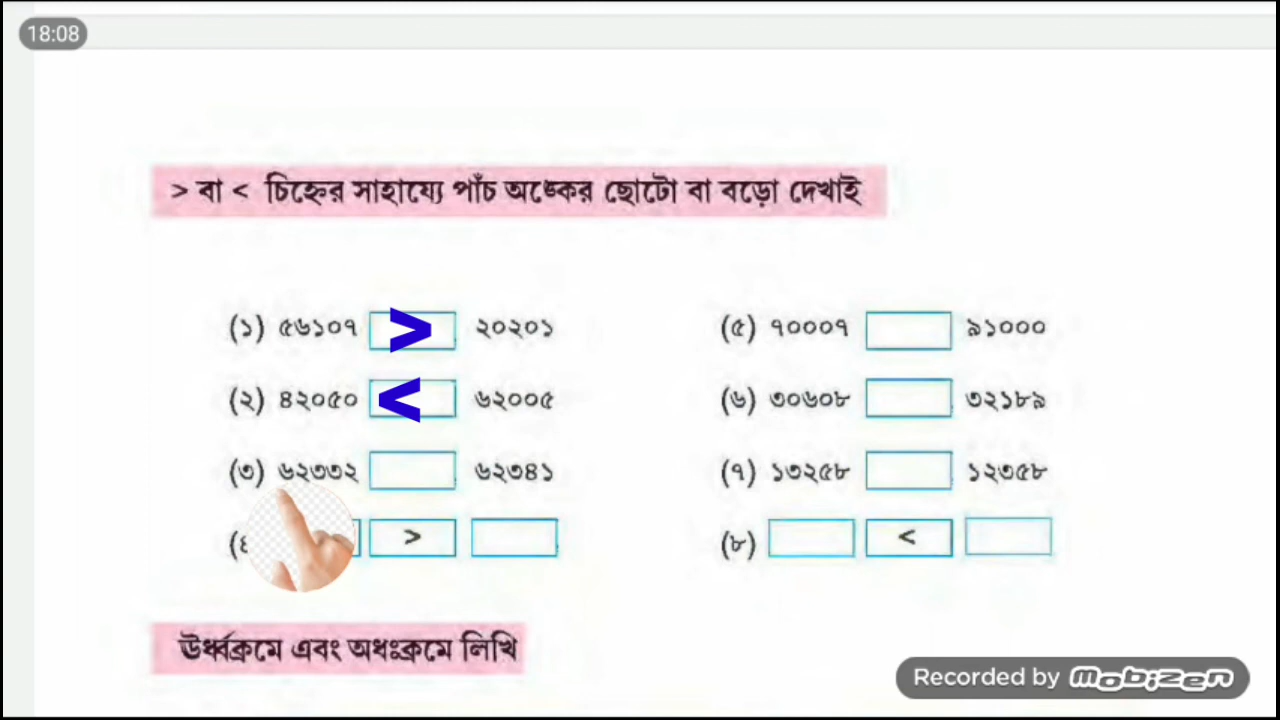 18:08
> বা < চিহ্নের সাহায্যে পাঁচ অঙ্কের ছোটো বা বড়ো দেখাই
(১) ৫৬১০৭ > ২০২০১
(২) ৪২০৫০ < ৬২০০৫
(৩) ৬২৩৩২ ৬২৩৪১
(৪ >
(৫) ৭০০০৭ ৯১০০০
(৬) ৩০৬০৮ ৩২১৮৯
(৭) ১৩২৫৮ ১২৩৫৮
(৮) <
ঊর্ধ্বক্রমে এবং অধঃক্রমে লিখি
Recorded by Mobizen